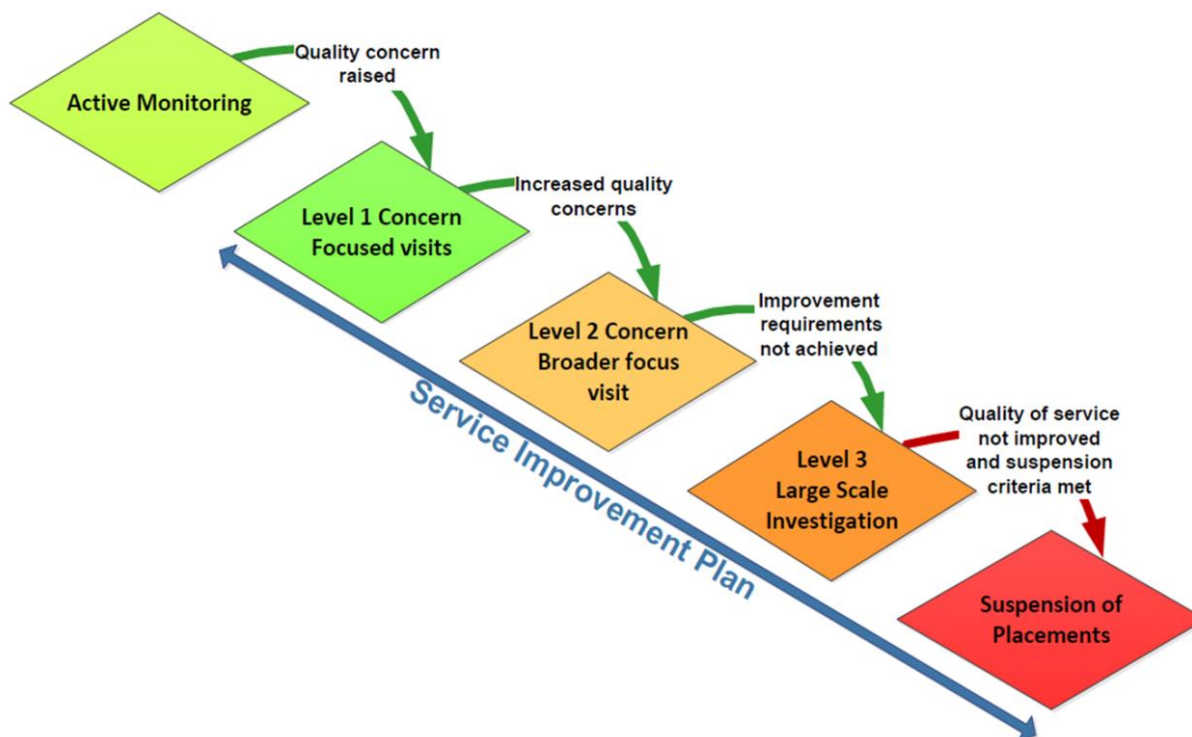 Active Monitoring
Quality concern
raised
Level 1 Concern
Focused visits
Increased quality
concerns
Level 2 Concern
Broader focus
visit
Improvement
requirements
not achieved
Level 3
Large Scale
Investigation
Quality of service
not improved
and suspension
criteria met
Suspension of
Placements
Service Improvement Plan